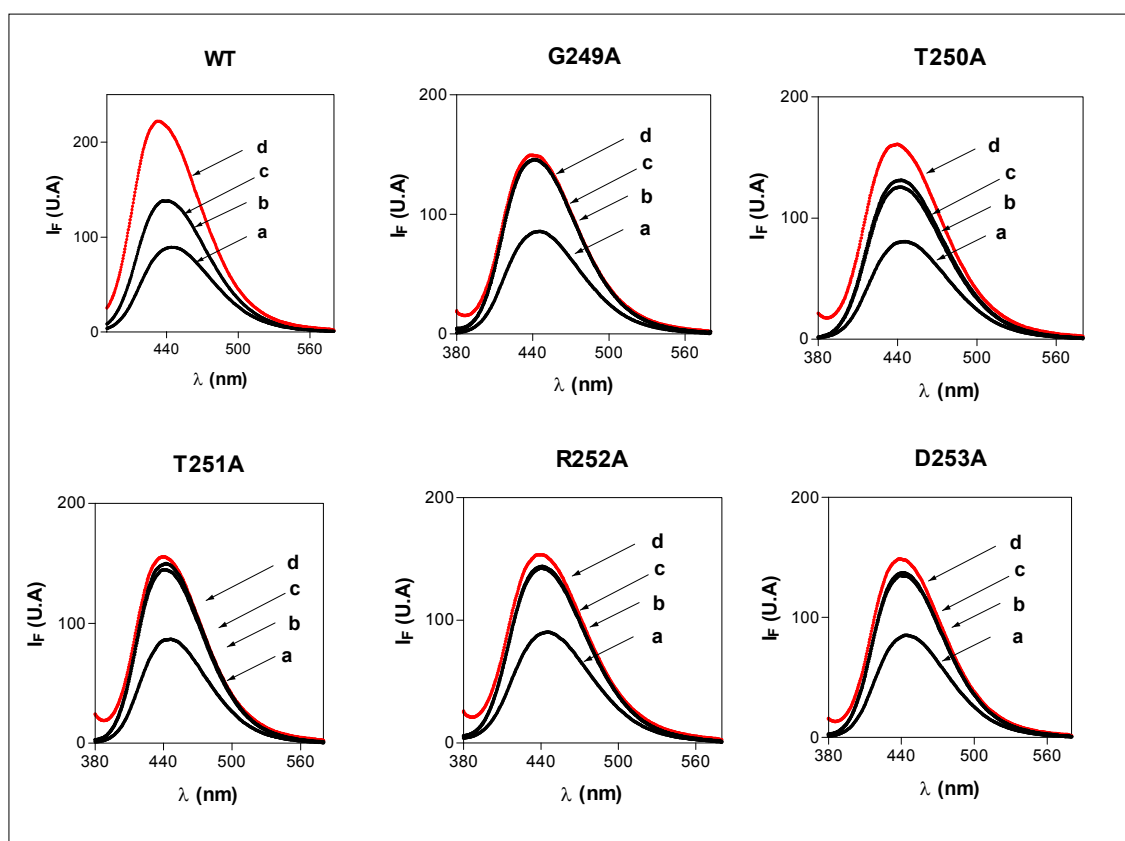 WT
G249A
T250A
I_F (U.A)
200
100
0
d
c
b
a
440
500
560
λ (nm)
I_F (U.A)
200
100
0
d
c
b
a
380
440
500
560
λ (nm)
I_F (U.A)
200
100
0
d
c
b
a
380
440
500
560
λ (nm)
T251A
R252A
D253A
I_F (U.A)
200
100
0
d
c
b
a
380
440
500
560
λ (nm)
I_F (U.A)
200
100
0
d
c
b
a
380
440
500
560
λ (nm)
I_F (U.A)
200
100
0
d
c
b
a
380
440
500
560
λ (nm)